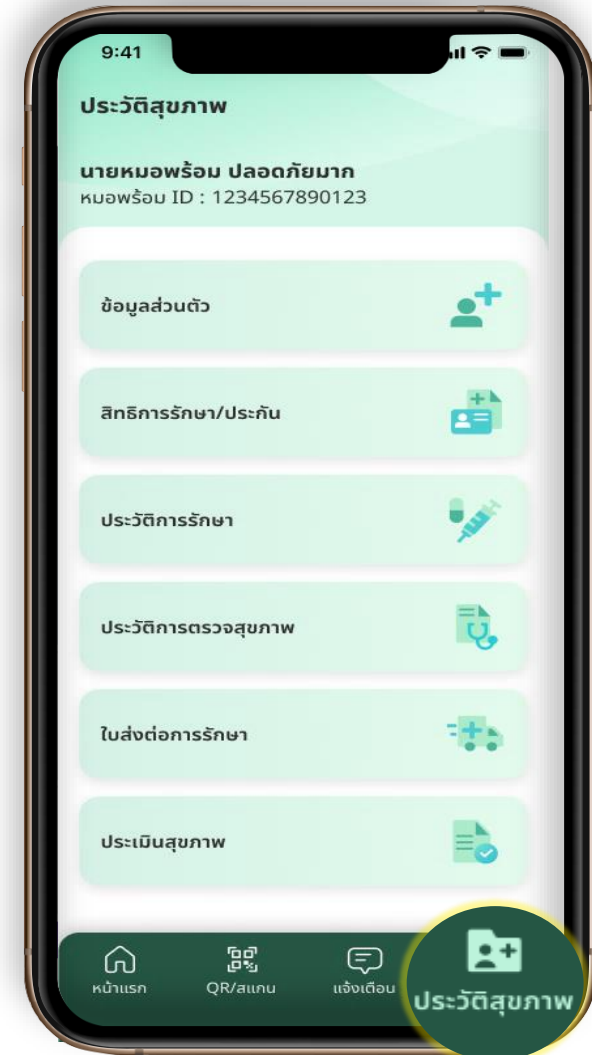 9:41
ประวัติสุขภาพ
นายหมอพร้อม ปลอดภัยมาก
หมอพร้อม ID : 1234567890123
ข้อมูลส่วนตัว
สิทธิการรักษา/ประกัน
ประวัติการรักษา
ประวัติการตรวจสุขภาพ
ใบส่งต่อการรักษา
ประเมินสุขภาพ
หน้าแรก
QR/สแกน
แจ้งเตือน
ประวัติสุขภาพ